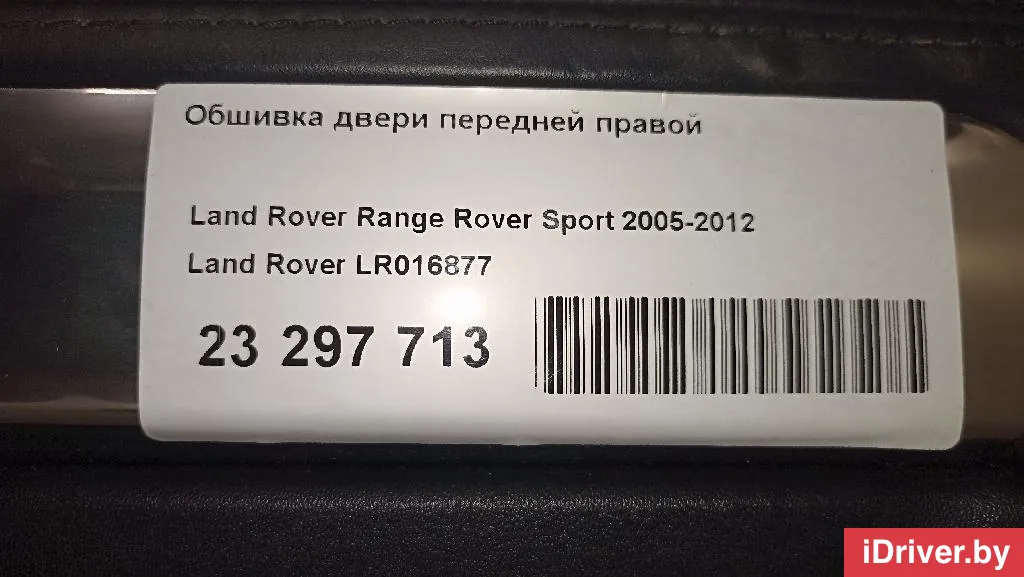 Обшивка двери передней правой
Land Rover Range Rover Sport 2005-2012
Land Rover LR016877
23 297 713
iDriver.by